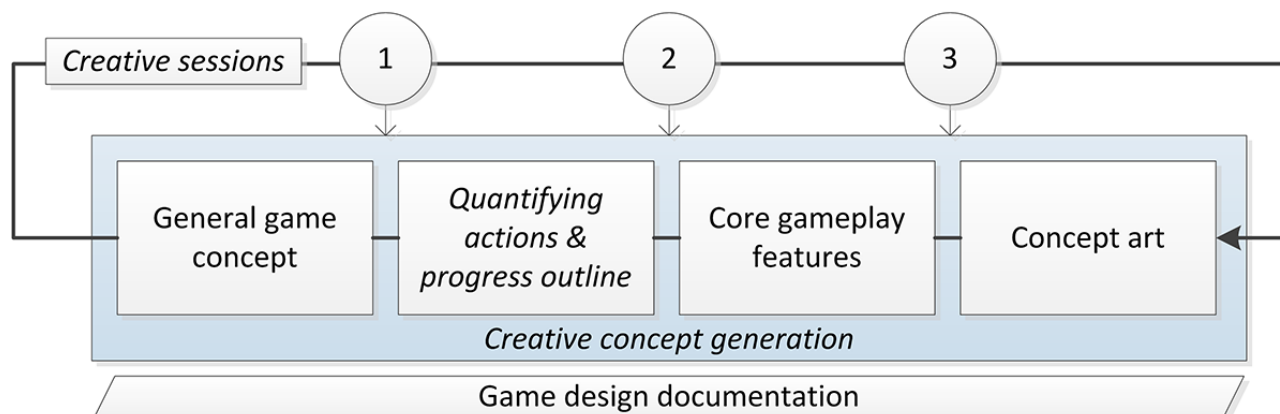 Creative sessions
1
2
3
General game
concept
Quantifying
actions &
progress outline
Core gameplay
features
Concept art
Creative concept generation
Game design documentation